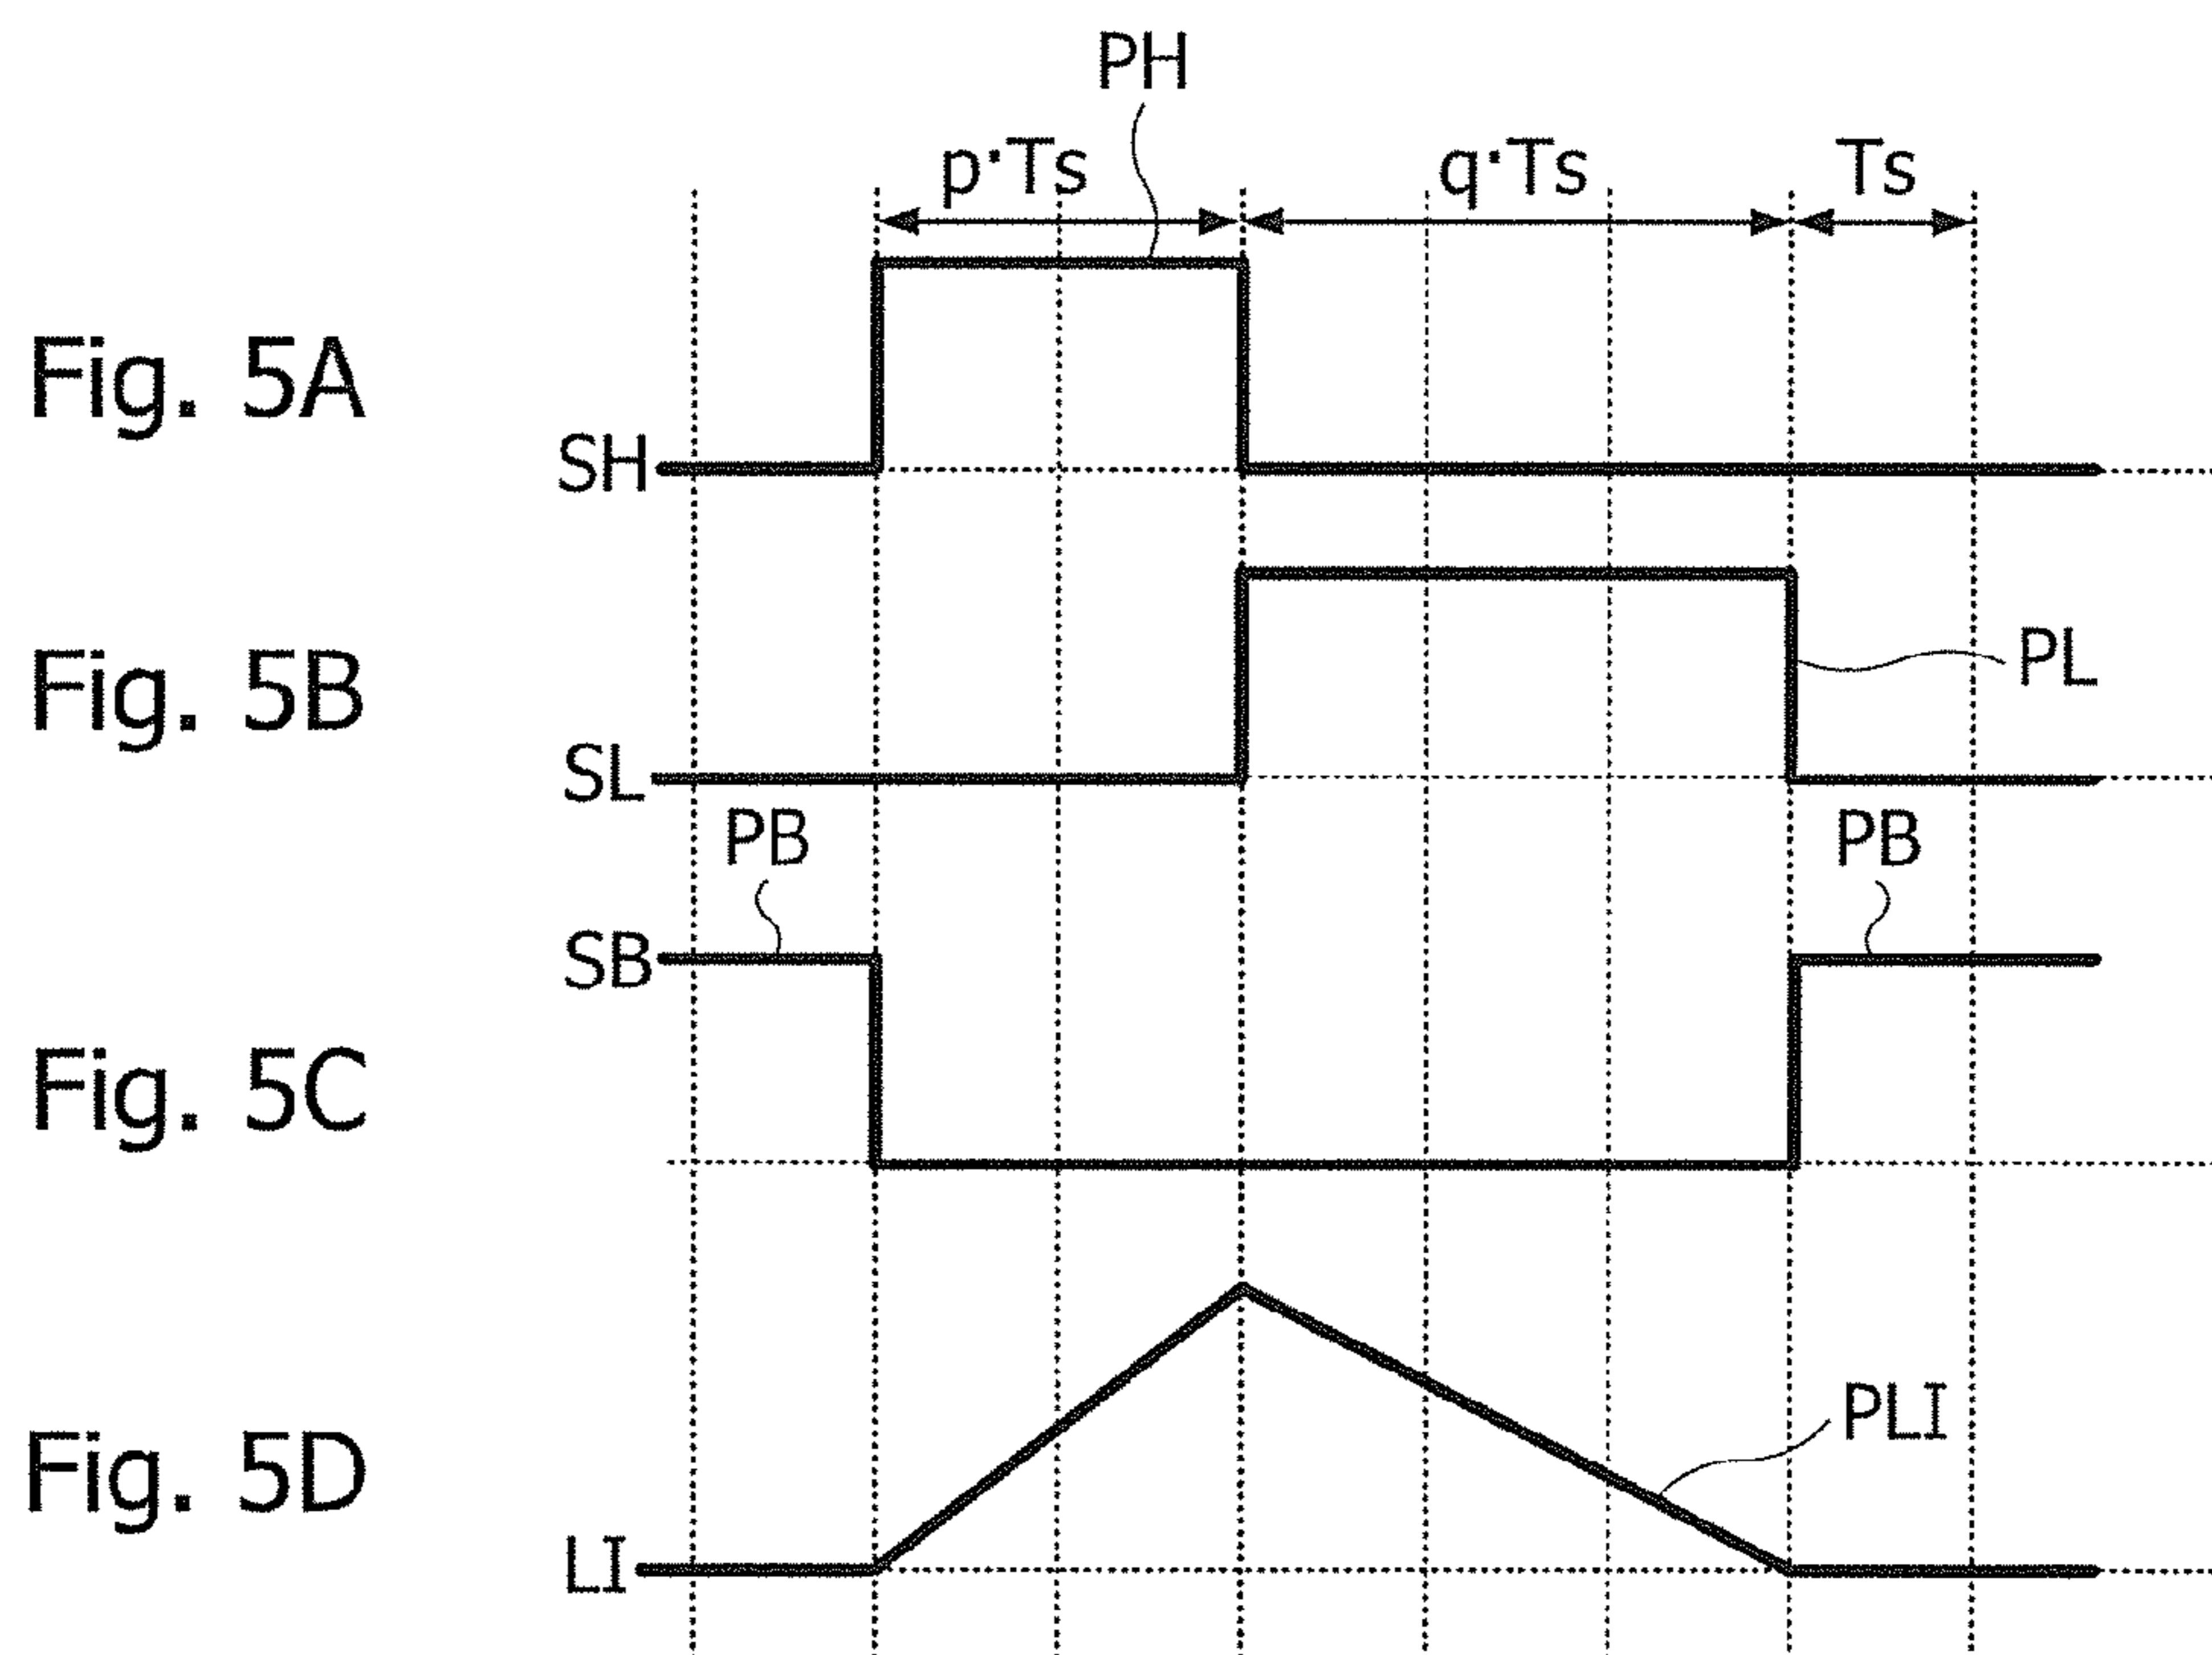 PH
p·Ts
q·Ts
Ts
Fig. 5A
SH
Fig. 5B
PL
SL
PB
PB
SB
Fig. 5C
Fig. 5D
PLI
LI